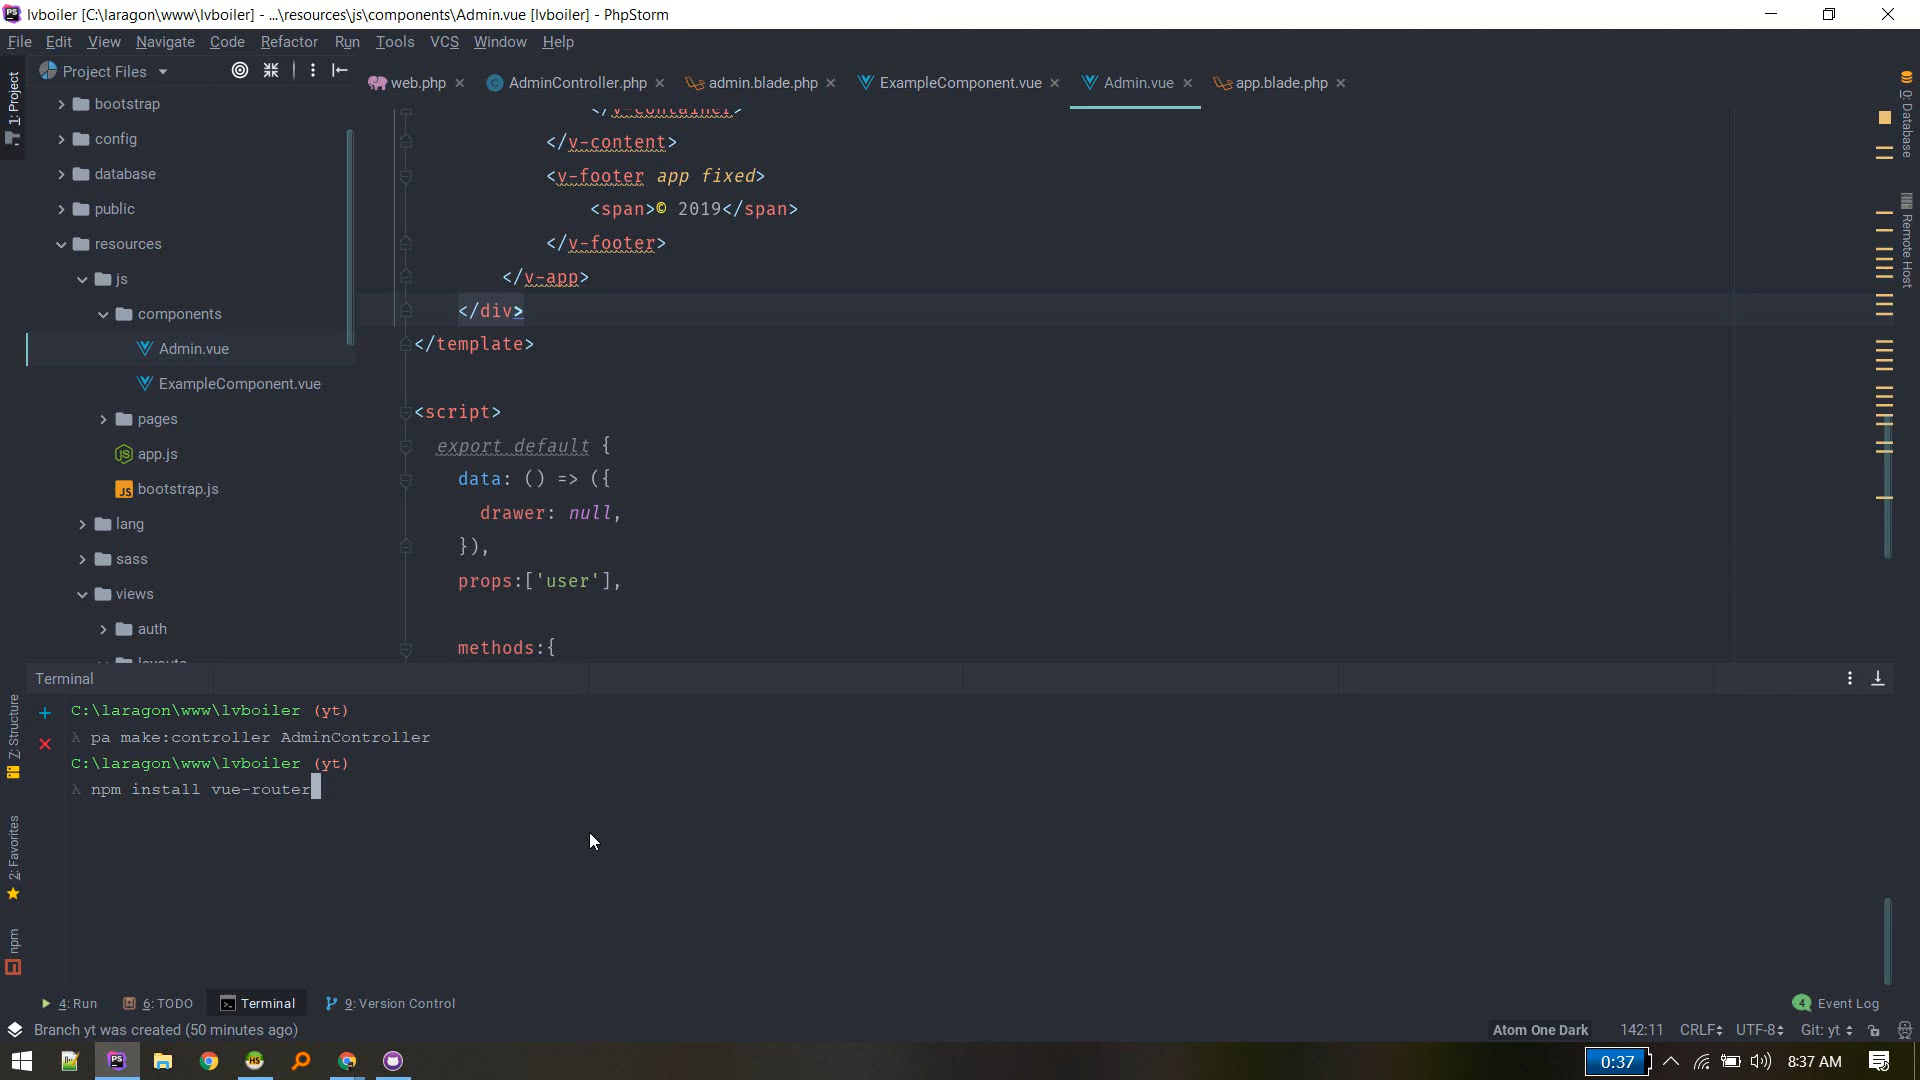 lvboiler [C:\laragon\www\lvboiler] - ...\resources\js\components\Admin.vue [lvboiler] - PhpStorm
File Edit View Navigate Code Refactor Run Tools VCS Window Help
Project Files
web.php
AdminController.php
admin.blade.php
ExampleComponent.vue
Admin.vue
app.blade.php
1: Project
Z: Structure
2: Favorites
npm
0: Database
Remote Host
bootstrap
config
database
public
resources
js
components
Admin.vue
ExampleComponent.vue
pages
app.js
bootstrap.js
lang
sass
views
auth
layouts
</v-container>
</v-content>
<v-footer app fixed>
<span>© 2019</span>
</v-footer>
</v-app>
</div>
</template>
<script>
export default {
data: () => ({
drawer: null,
}),
props:['user'],
methods:{
Terminal
C:\laragon\www\lvboiler (yt)
λ pa make:controller AdminController
C:\laragon\www\lvboiler (yt)
λ npm install vue-router
4: Run
6: TODO
Terminal
9: Version Control
4 Event Log
Branch yt was created (50 minutes ago)
Atom One Dark
142:11
CRLF
UTF-8
Git: yt
0:37
8:37 AM